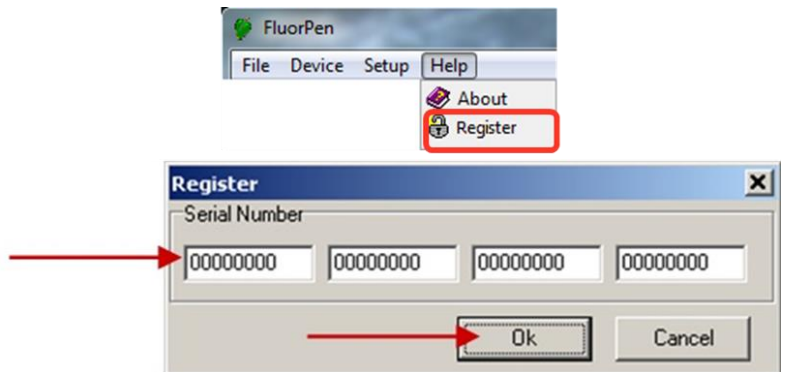 FluorPen
File Device Setup Help
About
Register
Register
Serial Number
00000000 00000000 00000000 00000000
Ok Cancel